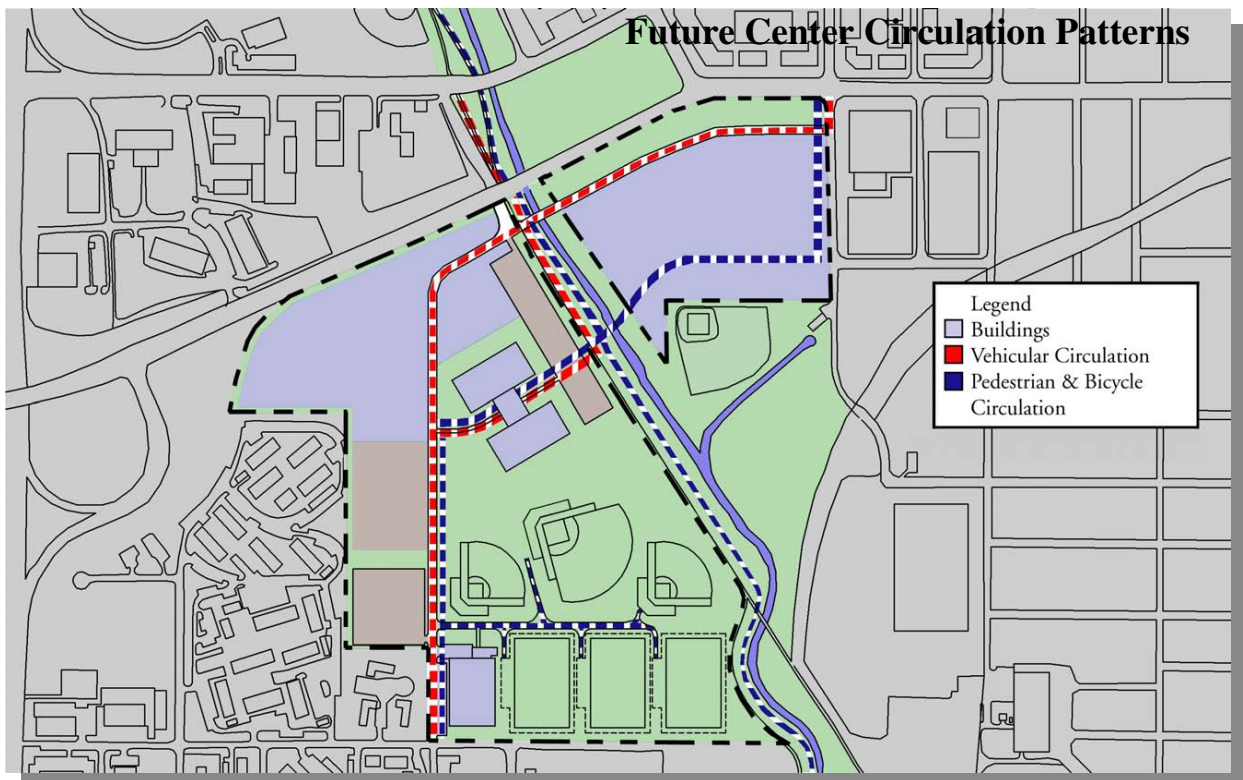 Future Center Circulation Patterns
Legend
Buildings
Vehicular Circulation
Pedestrian & Bicycle
Circulation